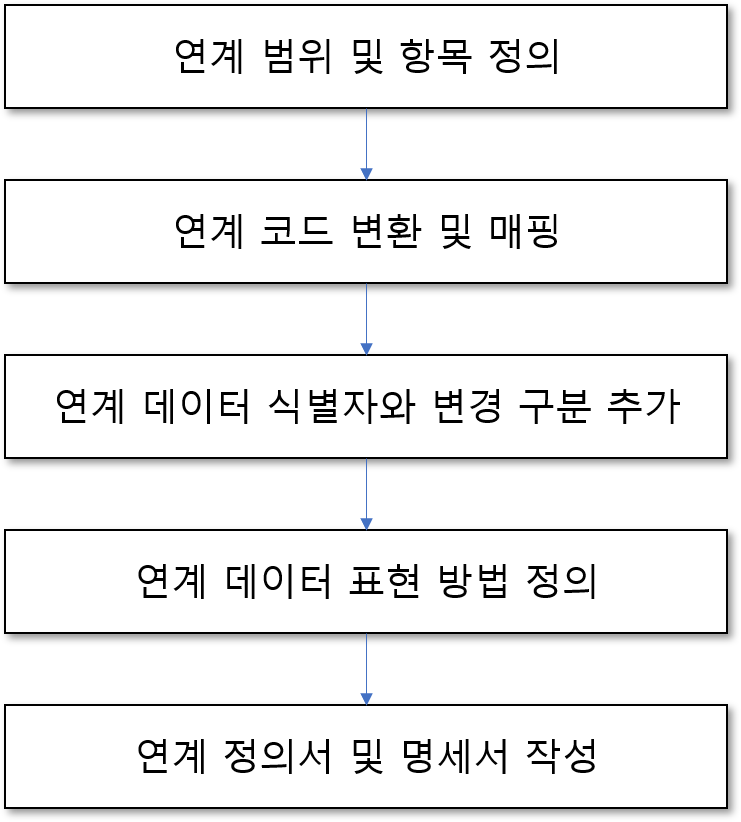 연계 범위 및 항목 정의
연계 코드 변환 및 매핑
연계 데이터 식별자와 변경 구분 추가
연계 데이터 표현 방법 정의
연계 정의서 및 명세서 작성